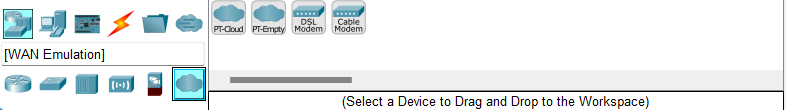 PT-Cloud
PT-Empty
DSL
Modem
Cable
Modem
[WAN Emulation]
(Select a Device to Drag and Drop to the Workspace)